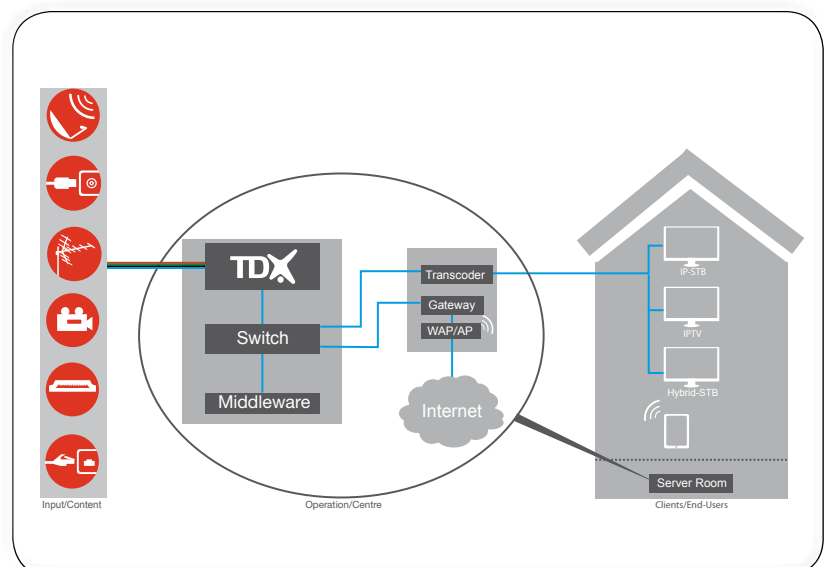 TDX
Switch
Middleware
Transcoder
Gateway
WAP/AP
Internet
IP-STB
IPTV
Hybrid-STB
Server Room
Input/Content
Operation/Centre
Clients/End-Users